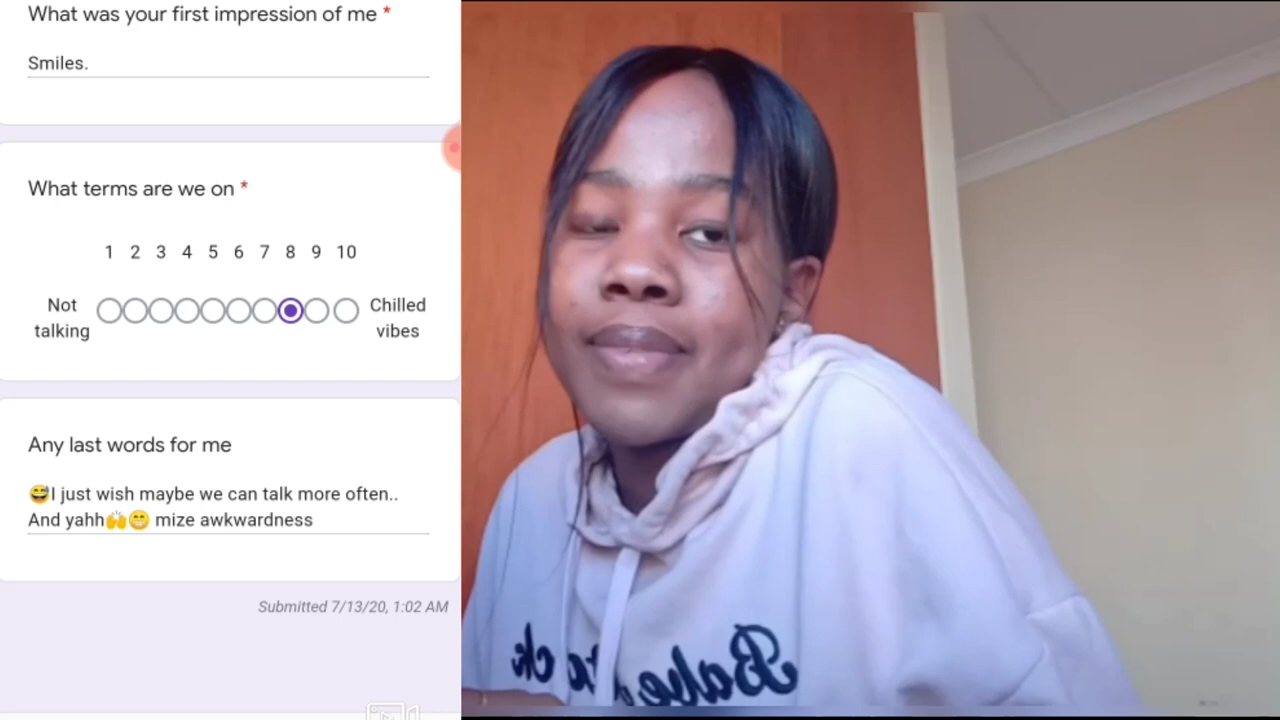 What was your first impression of me *
Smiles.
What terms are we on *
1 2 3 4 5 6 7 8 9 10
Not talking
Chilled vibes
Any last words for me
😅I just wish maybe we can talk more often..
And yahh🙌😁 mize awkwardness
Submitted 7/13/20, 1:02 AM